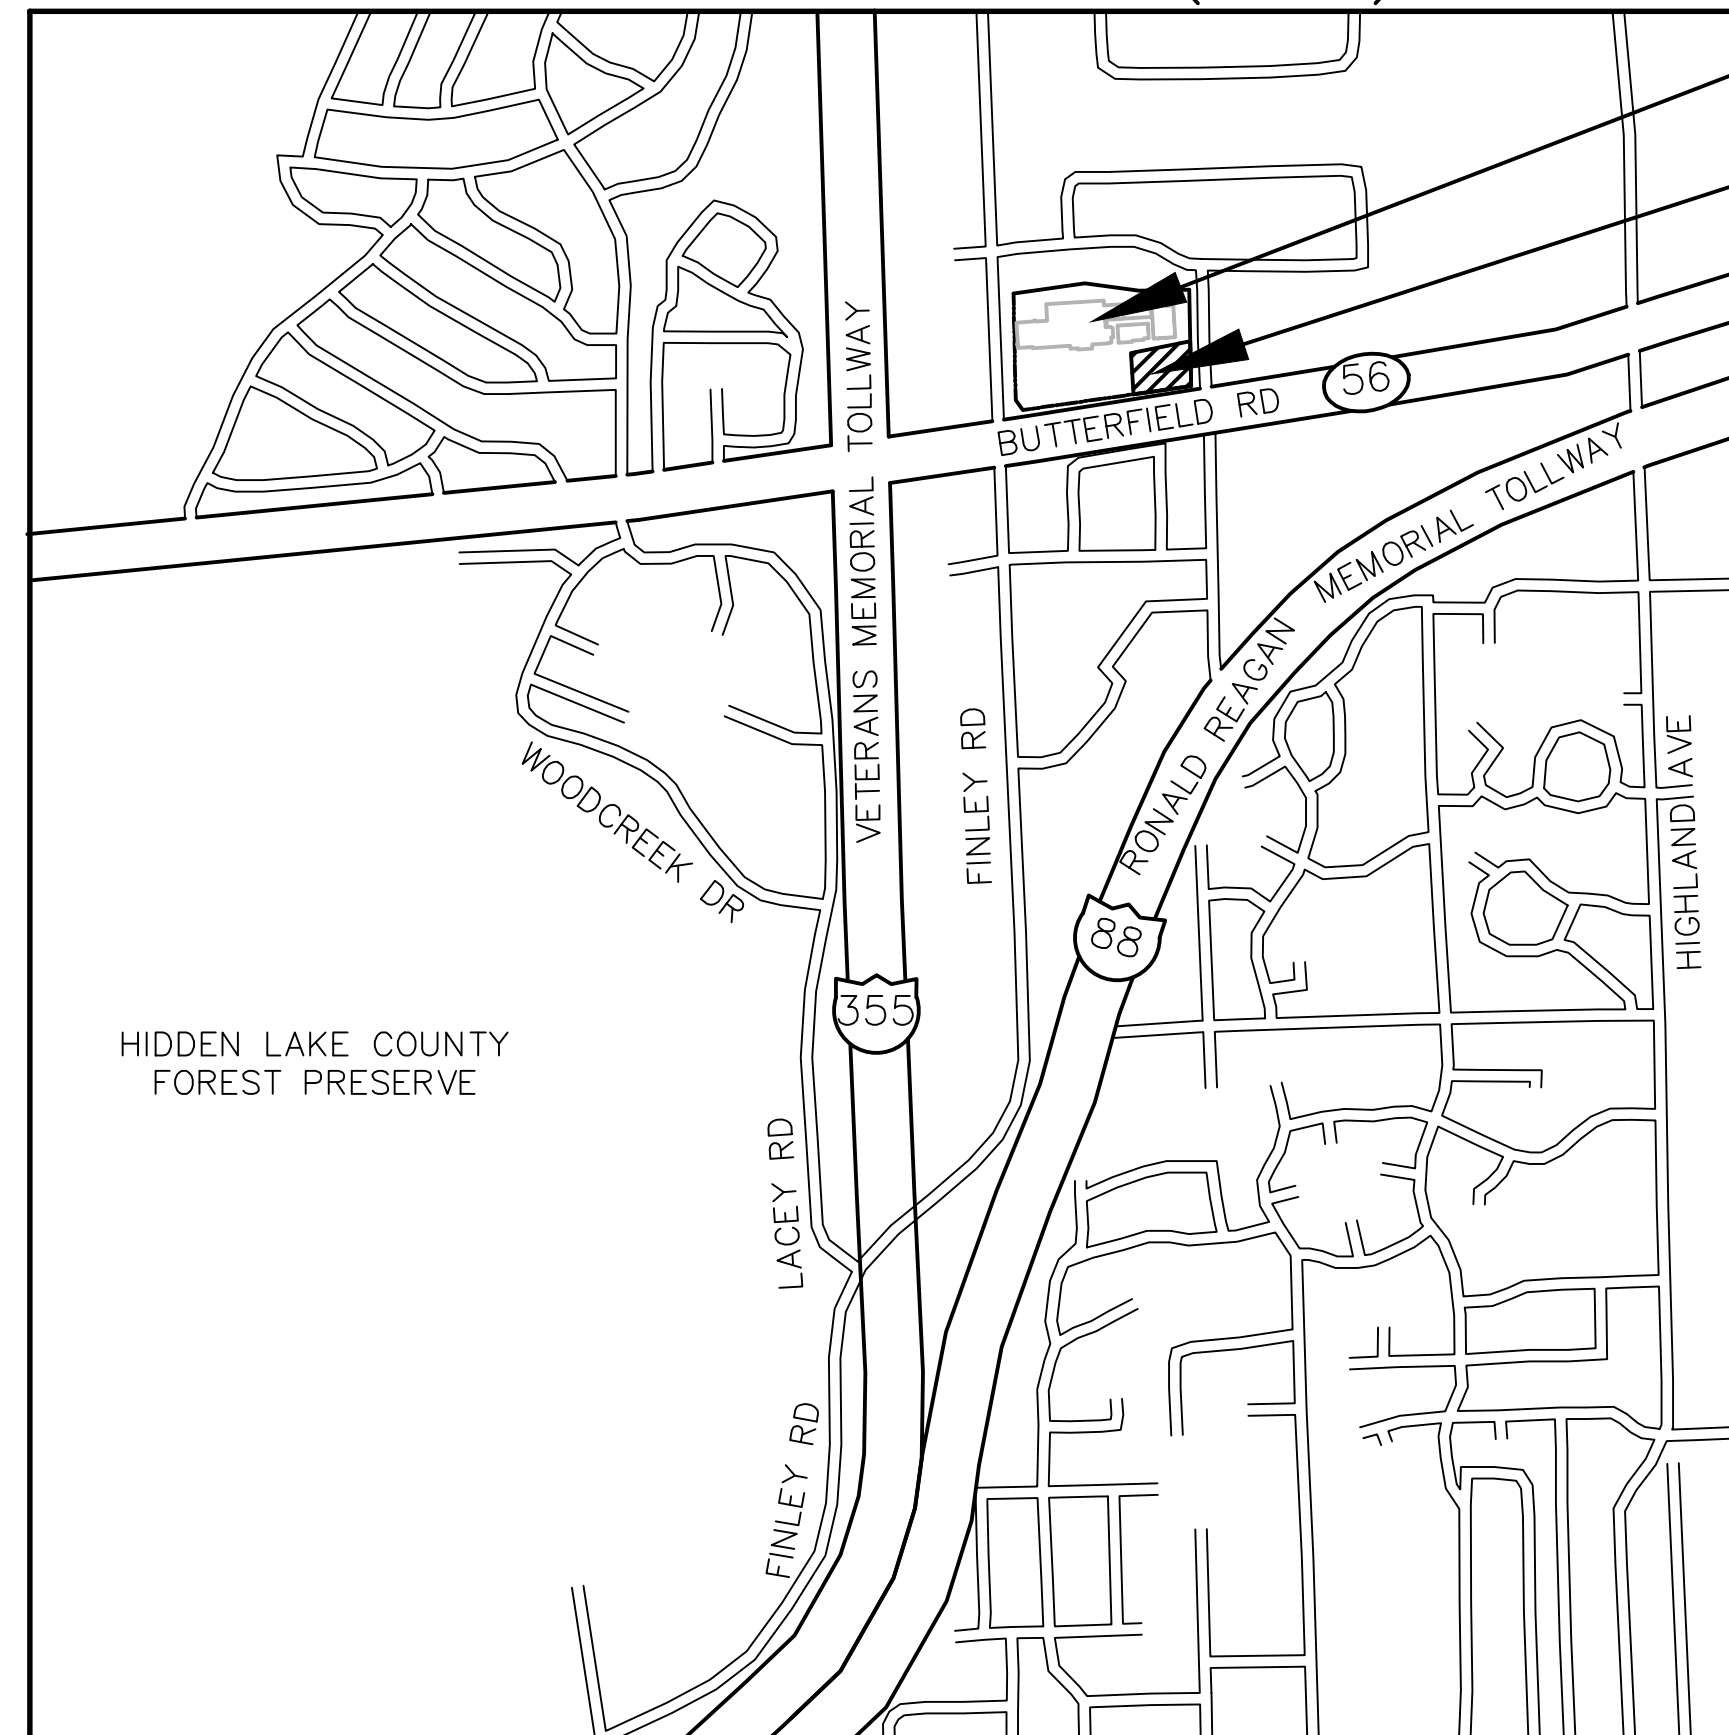 56
BUTTERFIELD RD
VETERANS MEMORIAL TOLLWAY
RONALD REAGAN MEMORIAL TOLLWAY
FINLEY RD
WOODCREEK DR
HIGHLAND AVE
88
355
HIDDEN LAKE COUNTY
FOREST PRESERVE
LACEY RD
FINLEY RD